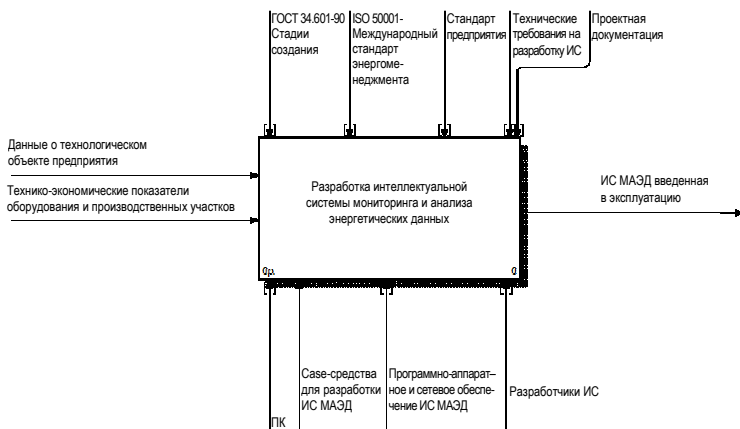 ГОСТ 34.601-90
Стадии
создания
ISO 50001-
Международный
стандарт
энергоме-
неджмента
Стандарт
предприятия
Технические
требования на
разработку ИС
Проектная
документация
Данные о технологическом
объекте предприятия
Технико-экономические показатели
оборудования и производственных участков
Разработка интеллектуальной
системы мониторинга и анализа
энергетических данных
ИС МАЭД введенная
в эксплуатацию
0р.
0
ПК
Case-средства
для разработки
ИС МАЭД
Программно-аппарат–
ное и сетевое обеспе-
чение ИС МАЭД
Разработчики ИС